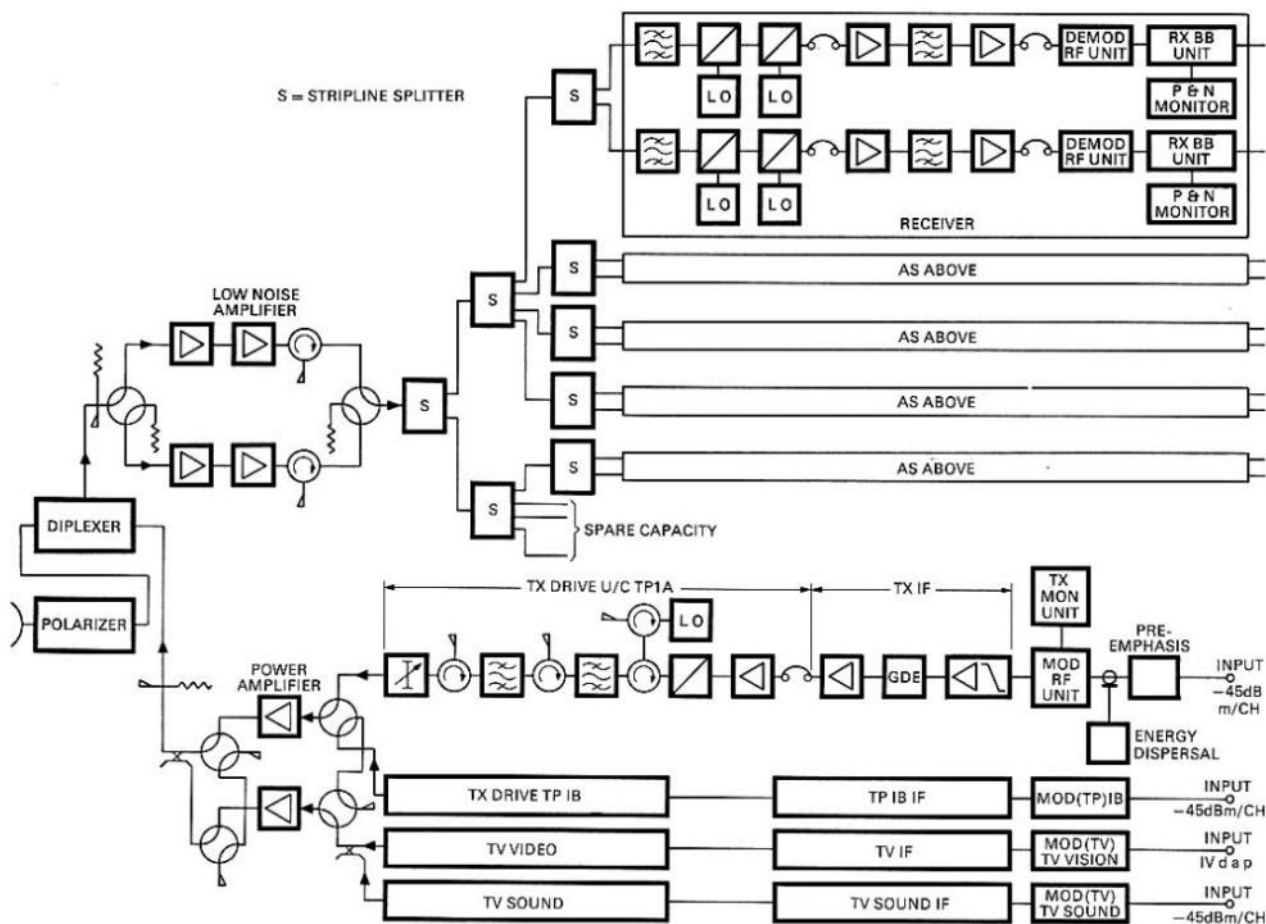 S = STRIPLINE SPLITTER
S
LO
LO
DEMOD
RF UNIT
RX BB
UNIT
P & N
MONITOR
LO
LO
DEMOD
RF UNIT
RX BB
UNIT
P & N
MONITOR
RECEIVER
S
AS ABOVE
S
LOW NOISE
AMPLIFIER
S
AS ABOVE
S
S
AS ABOVE
S
AS ABOVE
S
SPARE CAPACITY
DIPLEXER
POLARIZER
TX DRIVE U/C TP1A
TX IF
TX
MON
UNIT
LO
PRE-
EMPHASIS
POWER
AMPLIFIER
GDE
MOD
RF
UNIT
INPUT
-45dB
m/CH
ENERGY
DISPERSAL
TX DRIVE TP IB
TP IB IF
MOD(TP)IB
INPUT
-45dBm/CH
TV VIDEO
TV IF
MOD(TV)
TV VISION
INPUT
IV d a p
TV SOUND
TV SOUND IF
MOD(TV)
TV SOUND
INPUT
-45dBm/CH